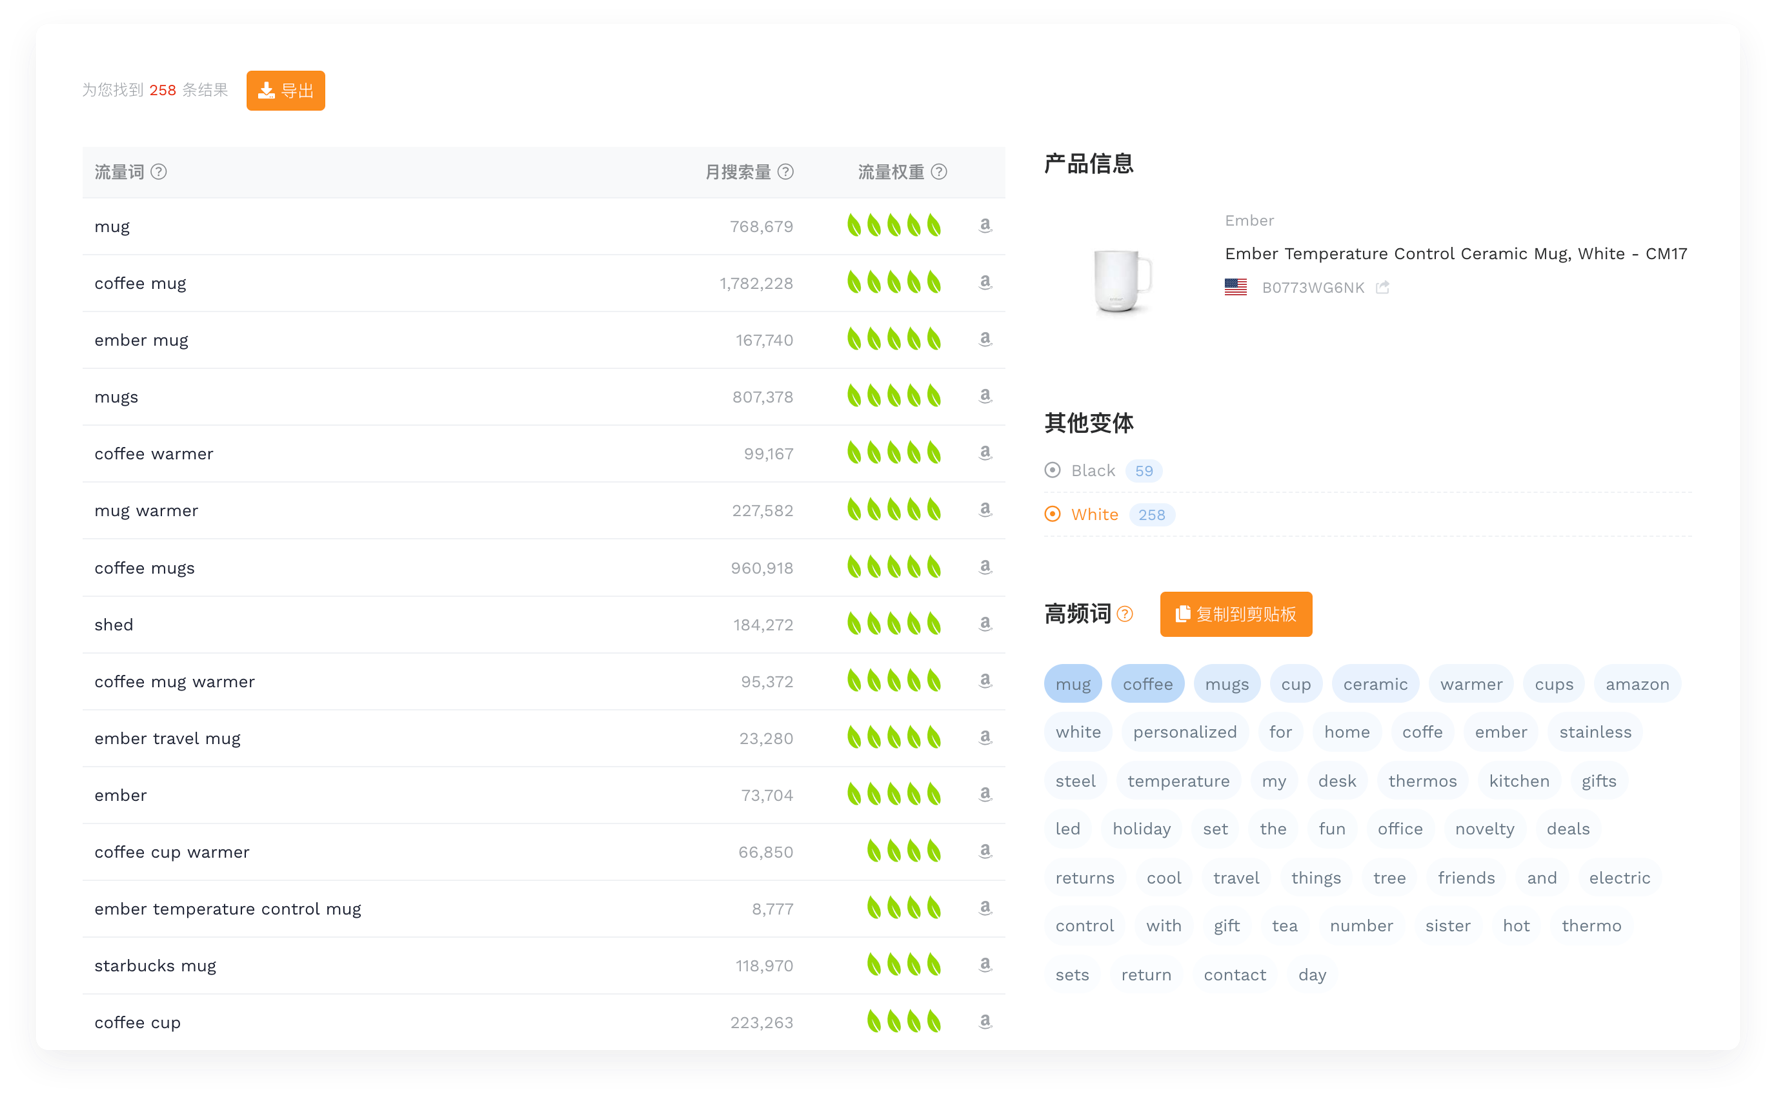 为您找到 258 条结果 导出
流量词 月搜索量 流量权重
mug 768,679
coffee mug 1,782,228
ember mug 167,740
mugs 807,378
coffee warmer 99,167
mug warmer 227,582
coffee mugs 960,918
shed 184,272
coffee mug warmer 95,372
ember travel mug 23,280
ember 73,704
coffee cup warmer 66,850
ember temperature control mug 8,777
starbucks mug 118,970
coffee cup 223,263
产品信息
Ember
Ember Temperature Control Ceramic Mug, White - CM17
B0773WG6NK
其他变体
Black 59
White 258
高频词 复制到剪贴板
mug coffee mugs cup ceramic warmer cups amazon
white personalized for home coffe ember stainless
steel temperature my desk thermos kitchen gifts
led holiday set the fun office novelty deals
returns cool travel things tree friends and electric
control with gift tea number sister hot thermo
sets return contact day